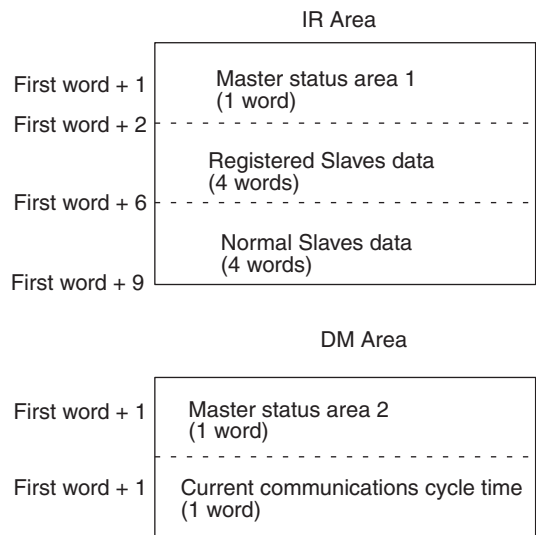 IR Area
First word + 1
Master status area 1
(1 word)
First word + 2
Registered Slaves data
(4 words)
First word + 6
Normal Slaves data
(4 words)
First word + 9
DM Area
First word + 1
Master status area 2
(1 word)
First word + 1
Current communications cycle time
(1 word)